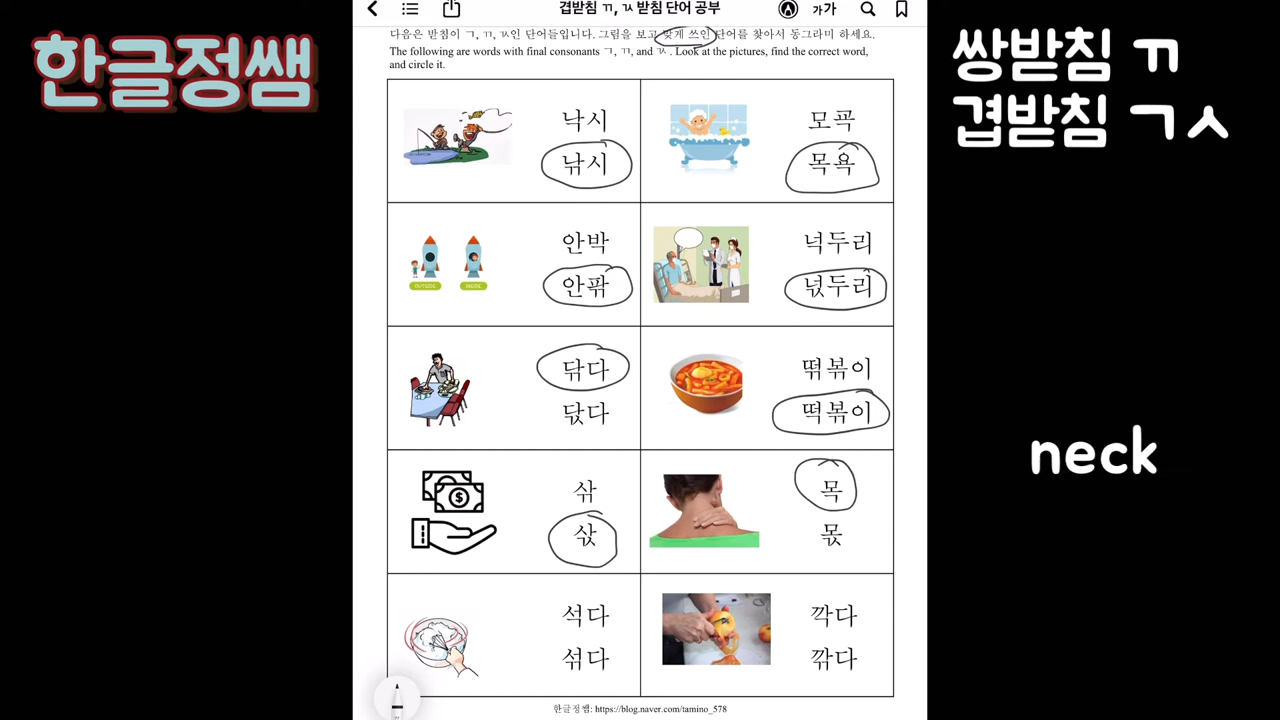 겹받침 ㄲ, ㄳ 받침 단어 공부
가가
한글정쌤
쌍받침 ㄲ
겹받침 ㄱㅅ
다음은 받침이 ㄱ, ㄲ, ㄳ인 단어들입니다. 그림을 보고 맞게 쓰인 단어를 찾아서 동그라미 하세요.
The following are words with final consonants ㄱ, ㄲ, and ㄳ. Look at the pictures, find the correct word,
and circle it.
낙시
낚시
모곡
목욕
OUTSIDE
INSIDE
안박
안팎
넉두리
넋두리
닦다
닧다
떢볶이
떡볶이
neck
삮
삯
목
몫
석다
섞다
깍다
깎다
한글정쌤: https://blog.naver.com/tamino_578